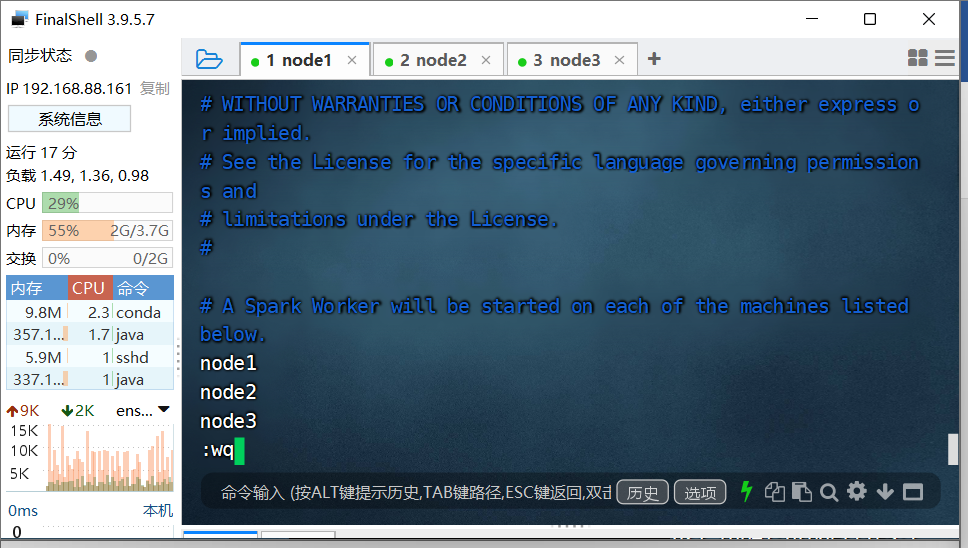 FinalShell 3.9.5.7
同步状态
IP 192.168.88.161 复制
系统信息
运行 17 分
负载 1.49, 1.36, 0.98
CPU 29%
内存 55% 2G/3.7G
交换 0% 0/2G
内存 CPU 命令
9.8M 2.3 conda
357.1... 1.7 java
5.9M 1 sshd
337.1... 1 java
9K 2K ens...
15K
10K
5K
0ms 本机
0
1 node1
2 node2
3 node3
# WITHOUT WARRANTIES OR CONDITIONS OF ANY KIND, either express o
r implied.
# See the License for the specific language governing permission
s and
# limitations under the License.
#
# A Spark Worker will be started on each of the machines listed
below.
node1
node2
node3
:wq
命令输入 (按ALT键提示历史,TAB键路径,ESC键返回,双击
历史 选项